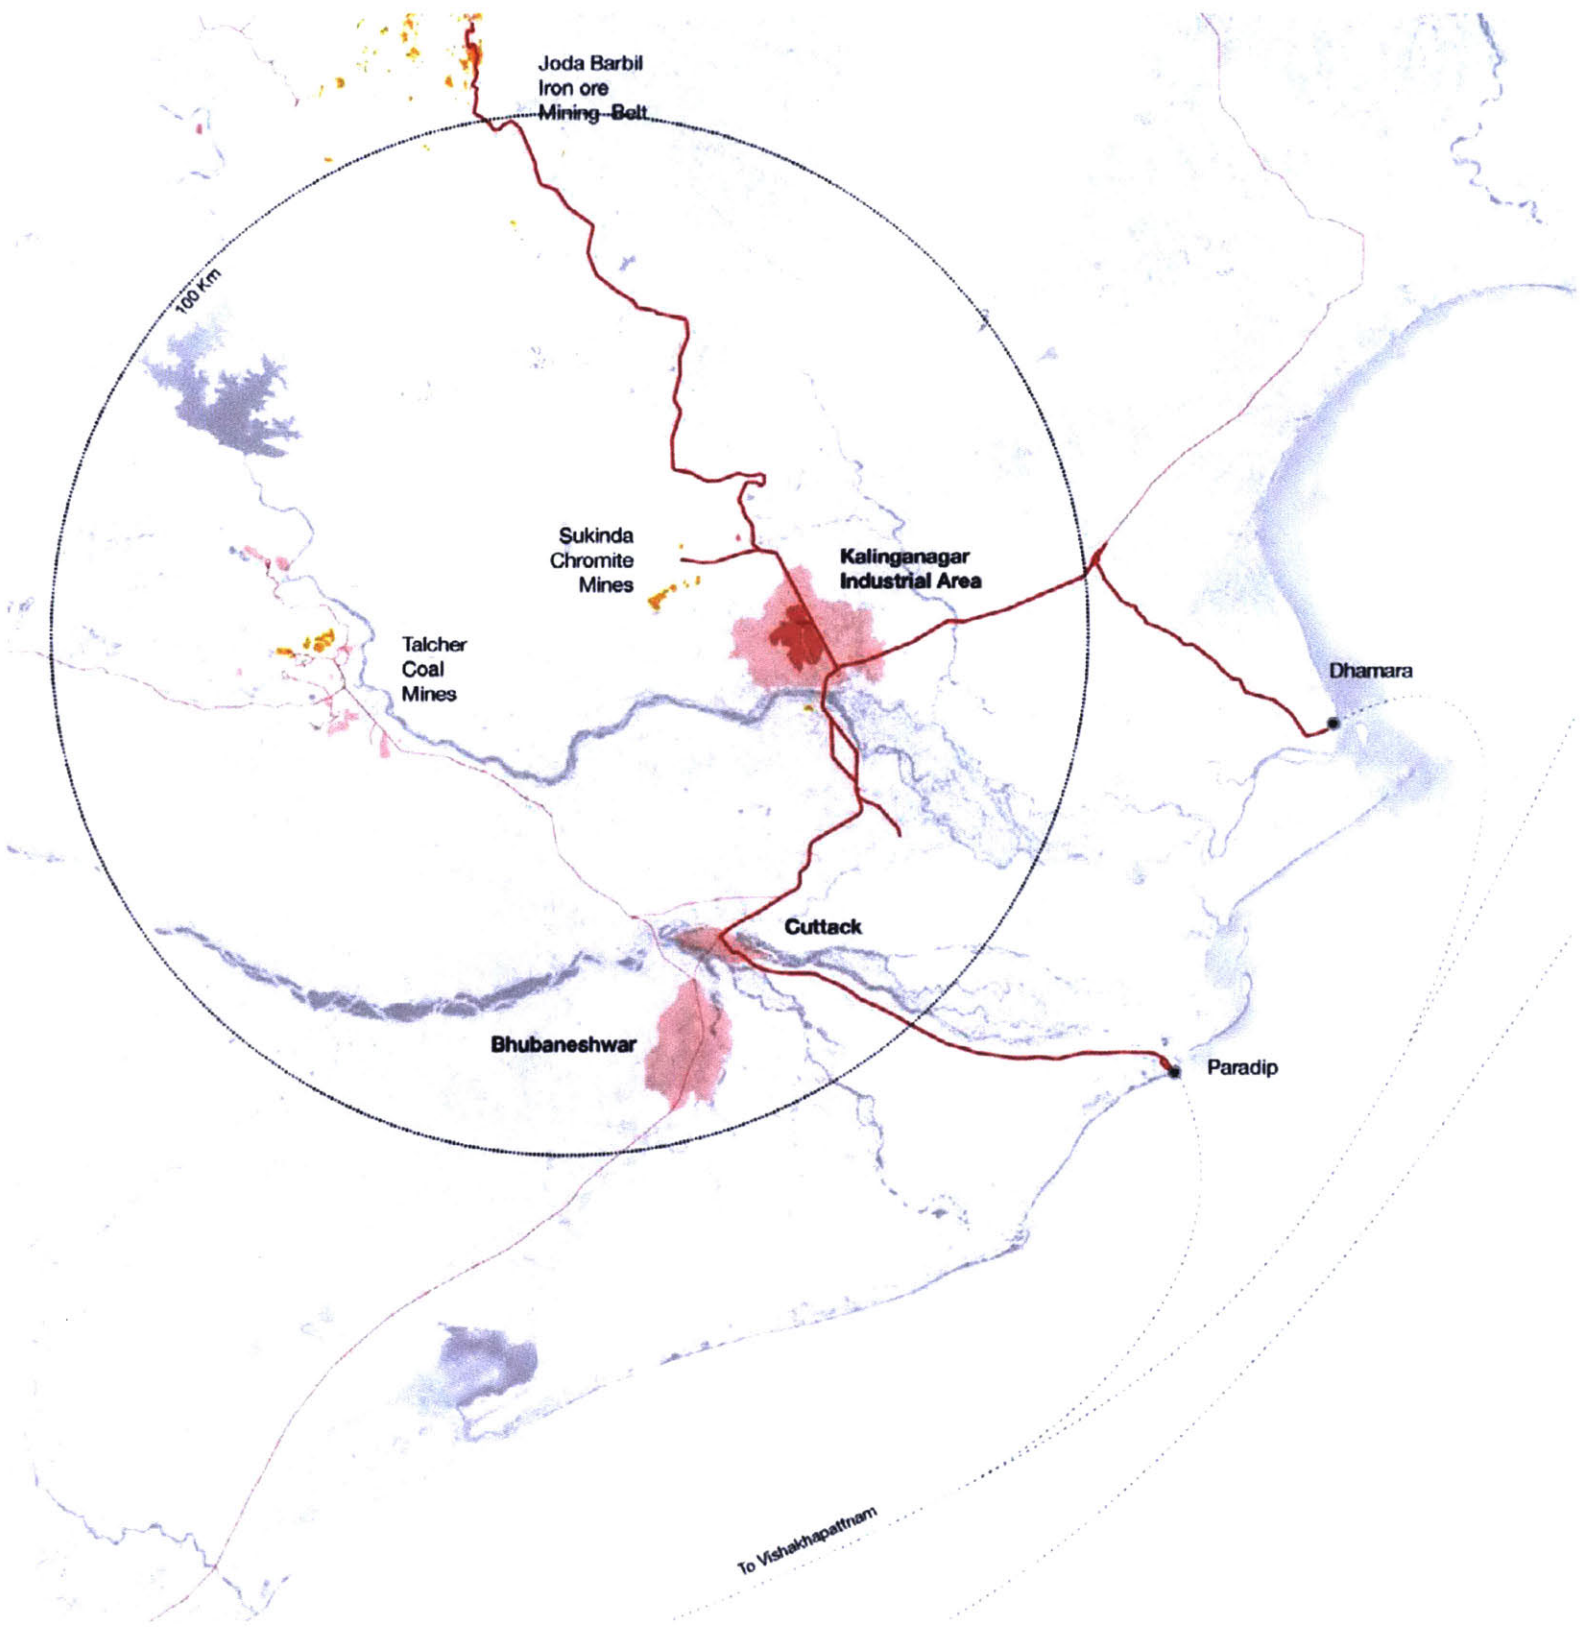 Joda Barbil
Iron ore
Mining Belt
100 Km
Sukinda
Chromite
Mines
Kalinganagar
Industrial Area
Talcher
Coal
Mines
Dhamara
Cuttack
Bhubaneshwar
Paradip
To Vishakhapattnam